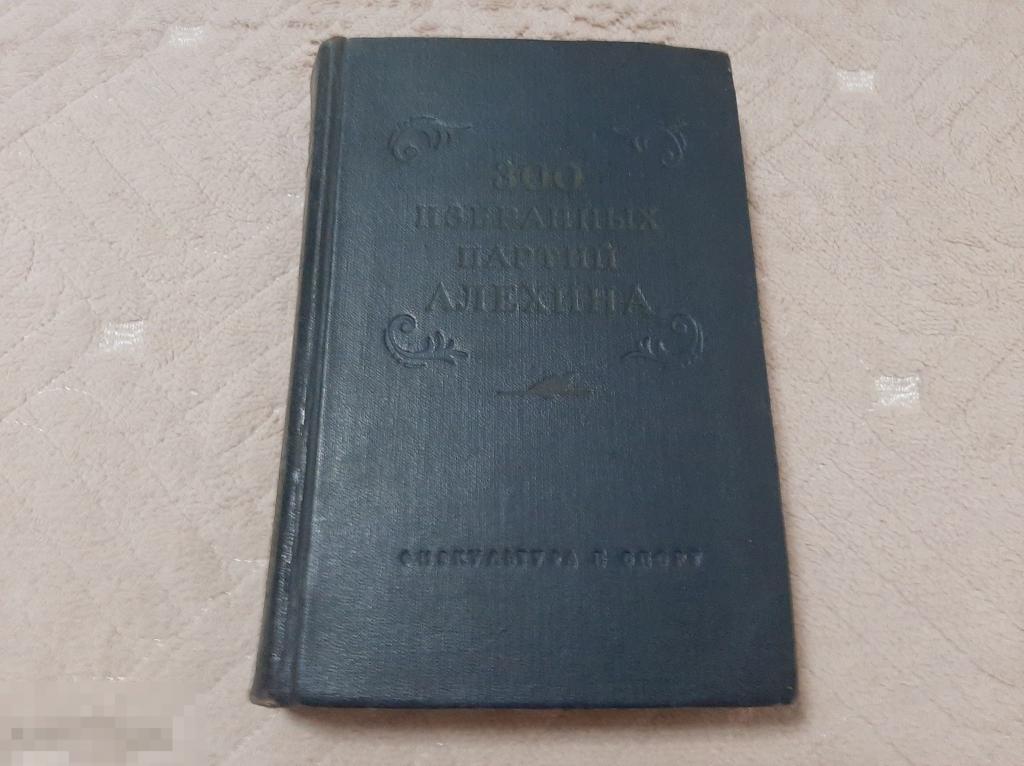 300
ИЗБРАННЫХ
ПАРТИЙ
АЛЕХИНА
ФИЗКУЛЬТУРА И СПОРТ